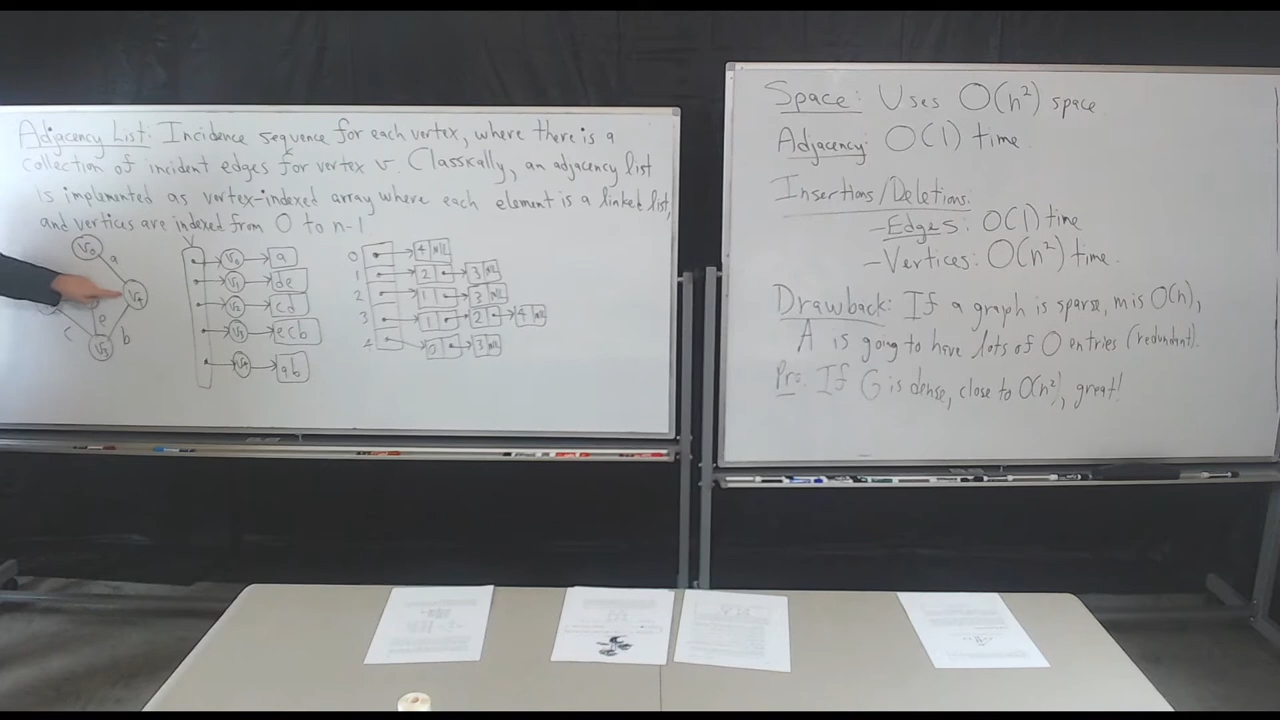 Adjacency List: Incidence sequence for each vertex, where there is a
collection of incident edges for vertex v. Classically, an adjacency list
is implemented as vertex-indexed array where each element is a linked list,
and vertices are indexed from 0 to n-1
V0
a
V4
e
c
b
V3
V
V0 a
V1 de
V2 cd
V3 ecb
V4 ab
0 4 NIL
1 2 3 NIL
2 1 3 NIL
3 1 2 4 NIL
4 0 3 NIL
Space: Uses O(n²) space
Adjacency: O(1) time.
Insertions/Deletions:
- Edges: O(1) time
- Vertices: O(n²) time.
Drawback: If a graph is sparse, m is O(n),
A is going to have lots of 0 entries (redundant).
Pro: If G is dense, close to O(n²), great!